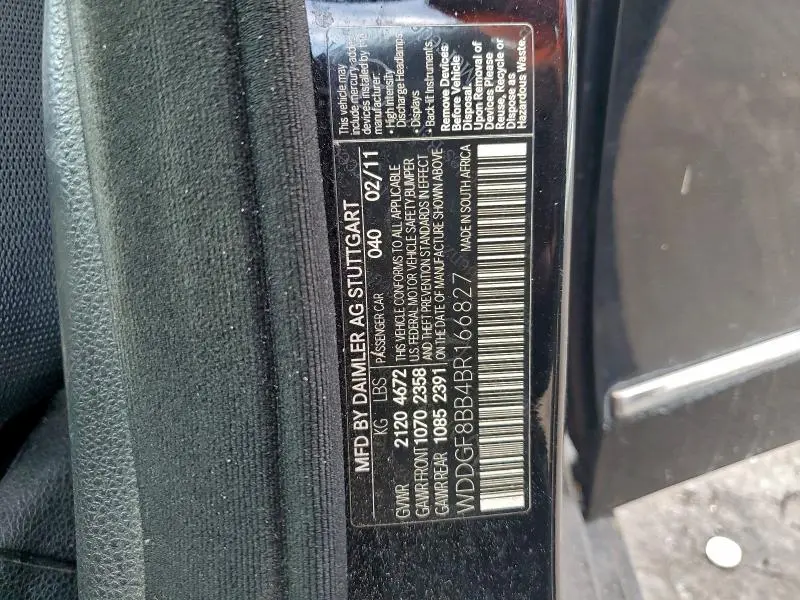 MFD BY DAIMLER AG STUTTGART
KG LBS PASSENGER CAR 040 02/11
GVWR 2120 4672
GAWR FRONT 1070 2358
GAWR REAR 1085 2391
THIS VEHICLE CONFORMS TO ALL APPLICABLE
U.S. FEDERAL MOTOR VEHICLE SAFETY, BUMPER
AND THEFT PREVENTION STANDARDS IN EFFECT
ON THE DATE OF MANUFACTURE SHOWN ABOVE
WDDGF8BB4BR166827 MADE IN SOUTH AFRICA
This vehicle may
include mercury-added
devices installed by the
manufacturer:
• High Intensity
Discharge Headlamps
• Displays
• Back-lit Instruments.
Remove Devices
Before Vehicle
Disposal.
Upon Removal of
Devices Please
Reuse, Recycle or
Dispose as
Hazardous Waste.